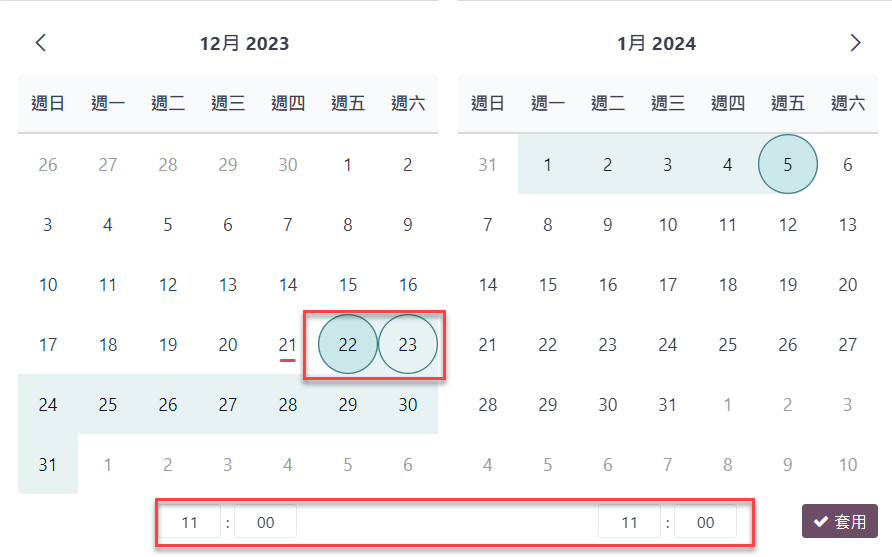 12月 2023
週日 週一 週二 週三 週四 週五 週六
26 27 28 29 30 1 2
3 4 5 6 7 8 9
10 11 12 13 14 15 16
17 18 19 20 21 22 23
24 25 26 27 28 29 30
31 1 2 3 4 5 6
1月 2024
週日 週一 週二 週三 週四 週五 週六
31 1 2 3 4 5 6
7 8 9 10 11 12 13
14 15 16 17 18 19 20
21 22 23 24 25 26 27
28 29 30 31 1 2 3
4 5 6 7 8 9 10
11 : 00
11 : 00
套用